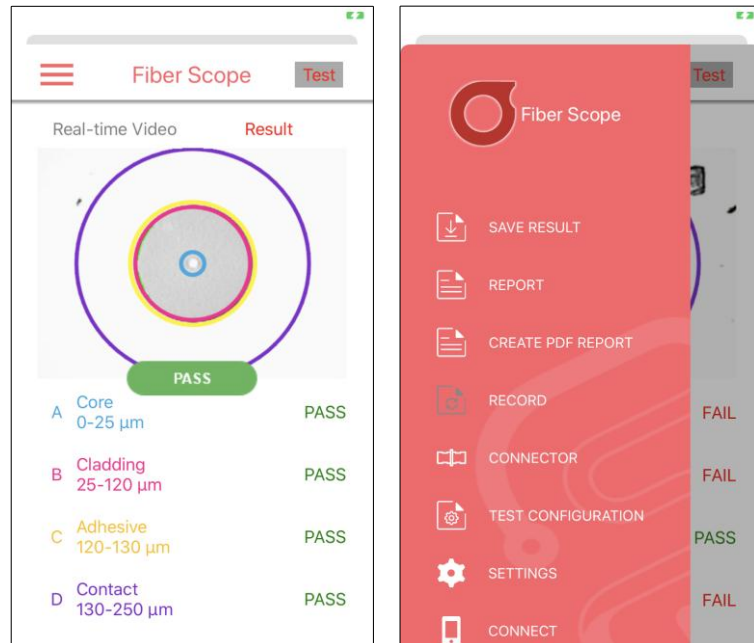 Fiber Scope
Test
Real-time Video
Result
PASS
A Core PASS
0-25 μm
B Cladding PASS
25-120 μm
C Adhesive PASS
120-130 μm
D Contact PASS
130-250 μm
Fiber Scope
Test
SAVE RESULT
REPORT
CREATE PDF REPORT
RECORD
FAIL
CONNECTOR
FAIL
TEST CONFIGURATION
PASS
SETTINGS
FAIL
CONNECT